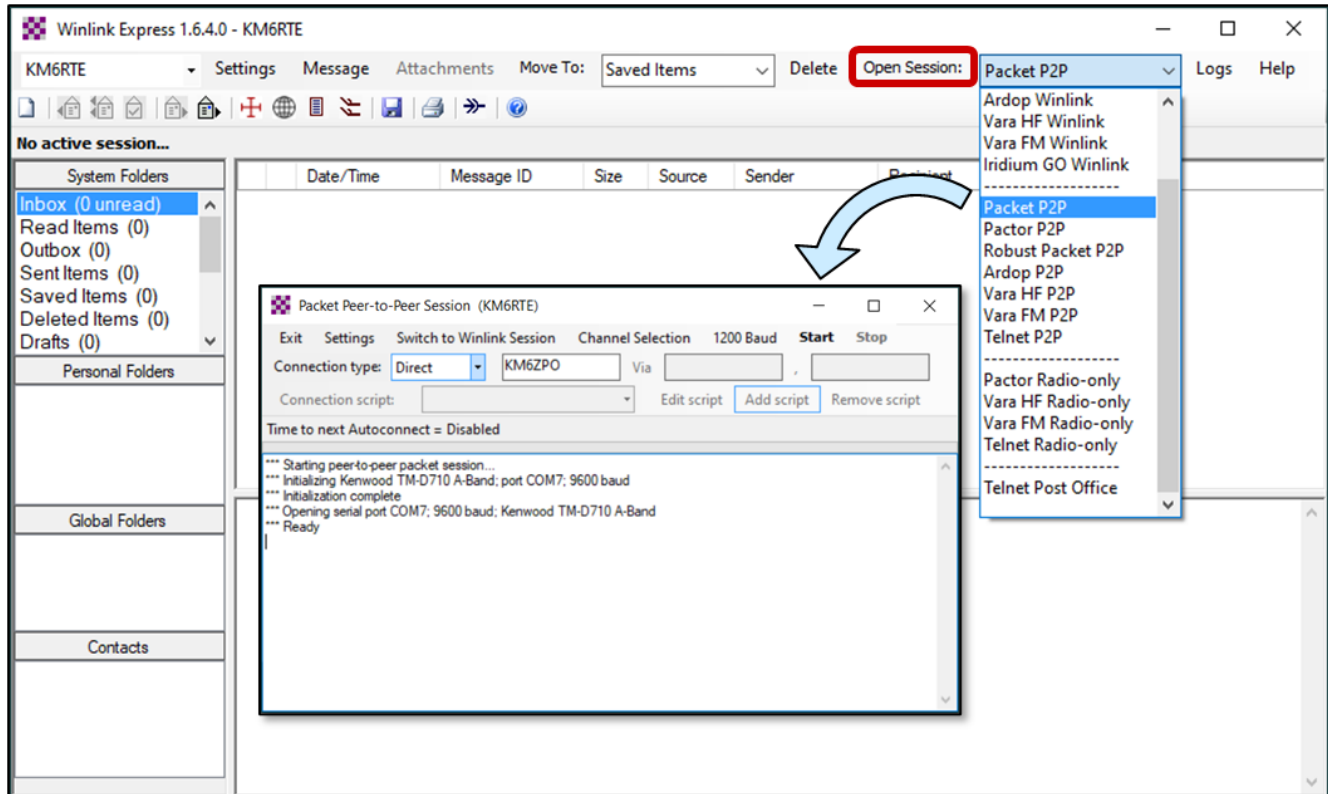 Winlink Express 1.6.4.0 - KM6RTE
KM6RTE Settings Message Attachments Move To: Saved Items Delete Open Session: Packet P2P Logs Help
No active session...
System Folders
Inbox (0 unread)
Read Items (0)
Outbox (0)
Sent Items (0)
Saved Items (0)
Deleted Items (0)
Drafts (0)
Personal Folders
Global Folders
Contacts
Date/Time Message ID Size Source Sender
Ardop Winlink
Vara HF Winlink
Vara FM Winlink
Iridium GO Winlink
-------------------
Packet P2P
Pactor P2P
Robust Packet P2P
Ardop P2P
Vara HF P2P
Vara FM P2P
Telnet P2P
-------------------
Pactor Radio-only
Vara HF Radio-only
Vara FM Radio-only
Telnet Radio-only
-------------------
Telnet Post Office
Packet Peer-to-Peer Session (KM6RTE)
Exit Settings Switch to Winlink Session Channel Selection 1200 Baud Start Stop
Connection type: Direct KM6ZPO Via ,
Connection script: Edit script Add script Remove script
Time to next Autoconnect = Disabled
*** Starting peer-to-peer packet session...
*** Initializing Kenwood TM-D710 A-Band; port COM7; 9600 baud
*** Initialization complete
*** Opening serial port COM7; 9600 baud; Kenwood TM-D710 A-Band
*** Ready